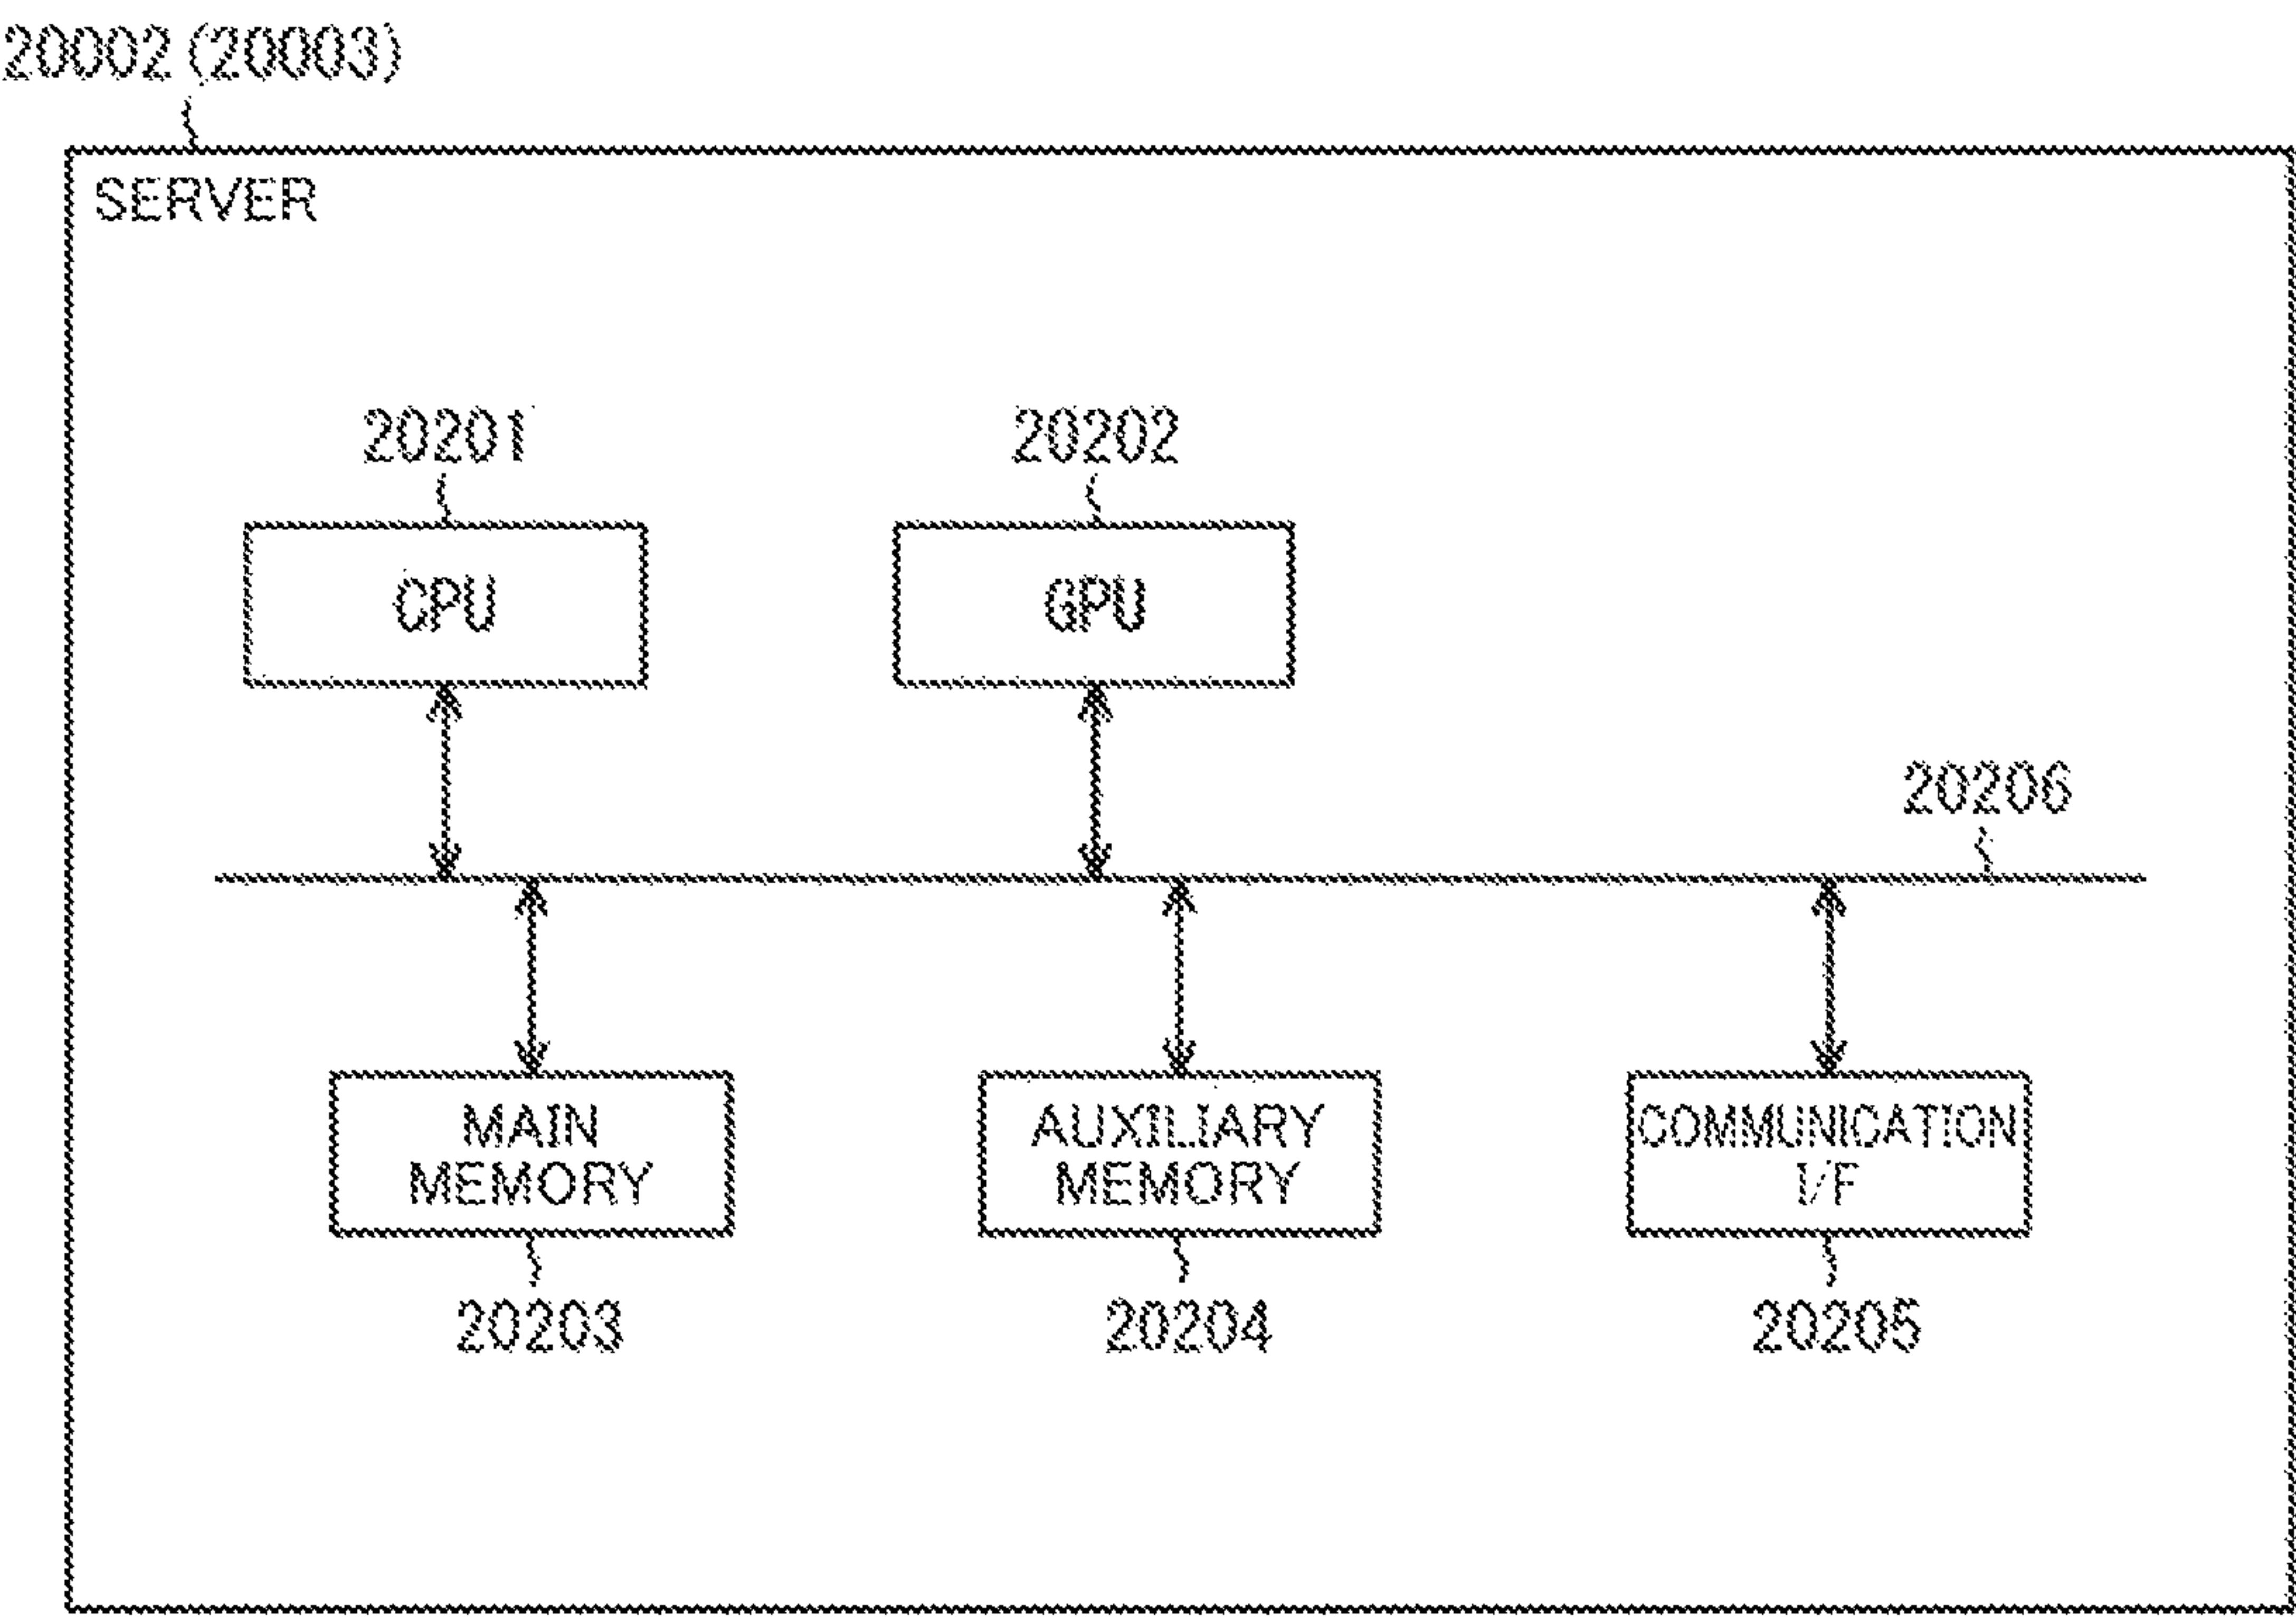 20002 (20003)
SERVER
20201
20202
CPU
GPU
20206
MAIN
MEMORY
AUXILIARY
MEMORY
COMMUNICATION
I/F
20203
20204
20205